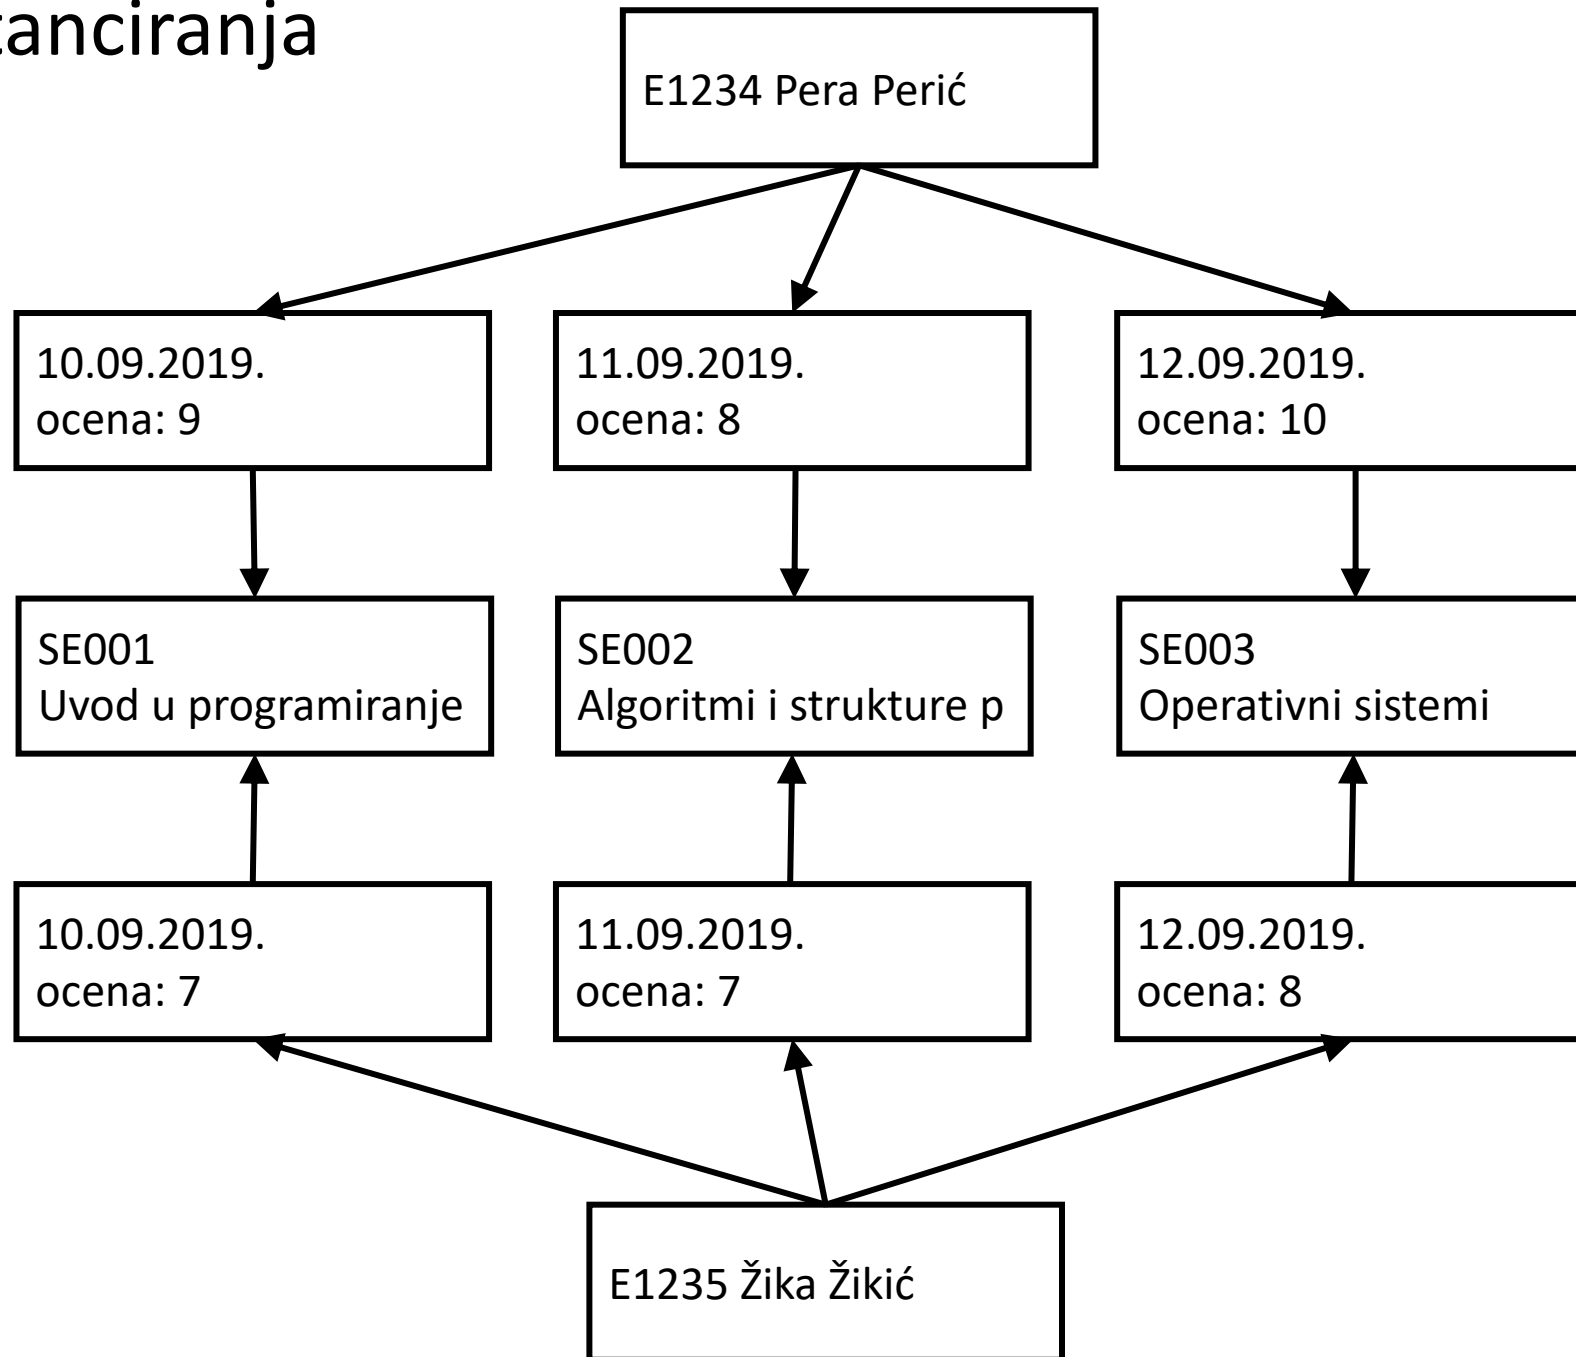 tanciranja
E1234 Pera Perić
10.09.2019.
ocena: 9
11.09.2019.
ocena: 8
12.09.2019.
ocena: 10
SE001
Uvod u programiranje
SE002
Algoritmi i strukture p
SE003
Operativni sistemi
10.09.2019.
ocena: 7
11.09.2019.
ocena: 7
12.09.2019.
ocena: 8
E1235 Žika Žikić